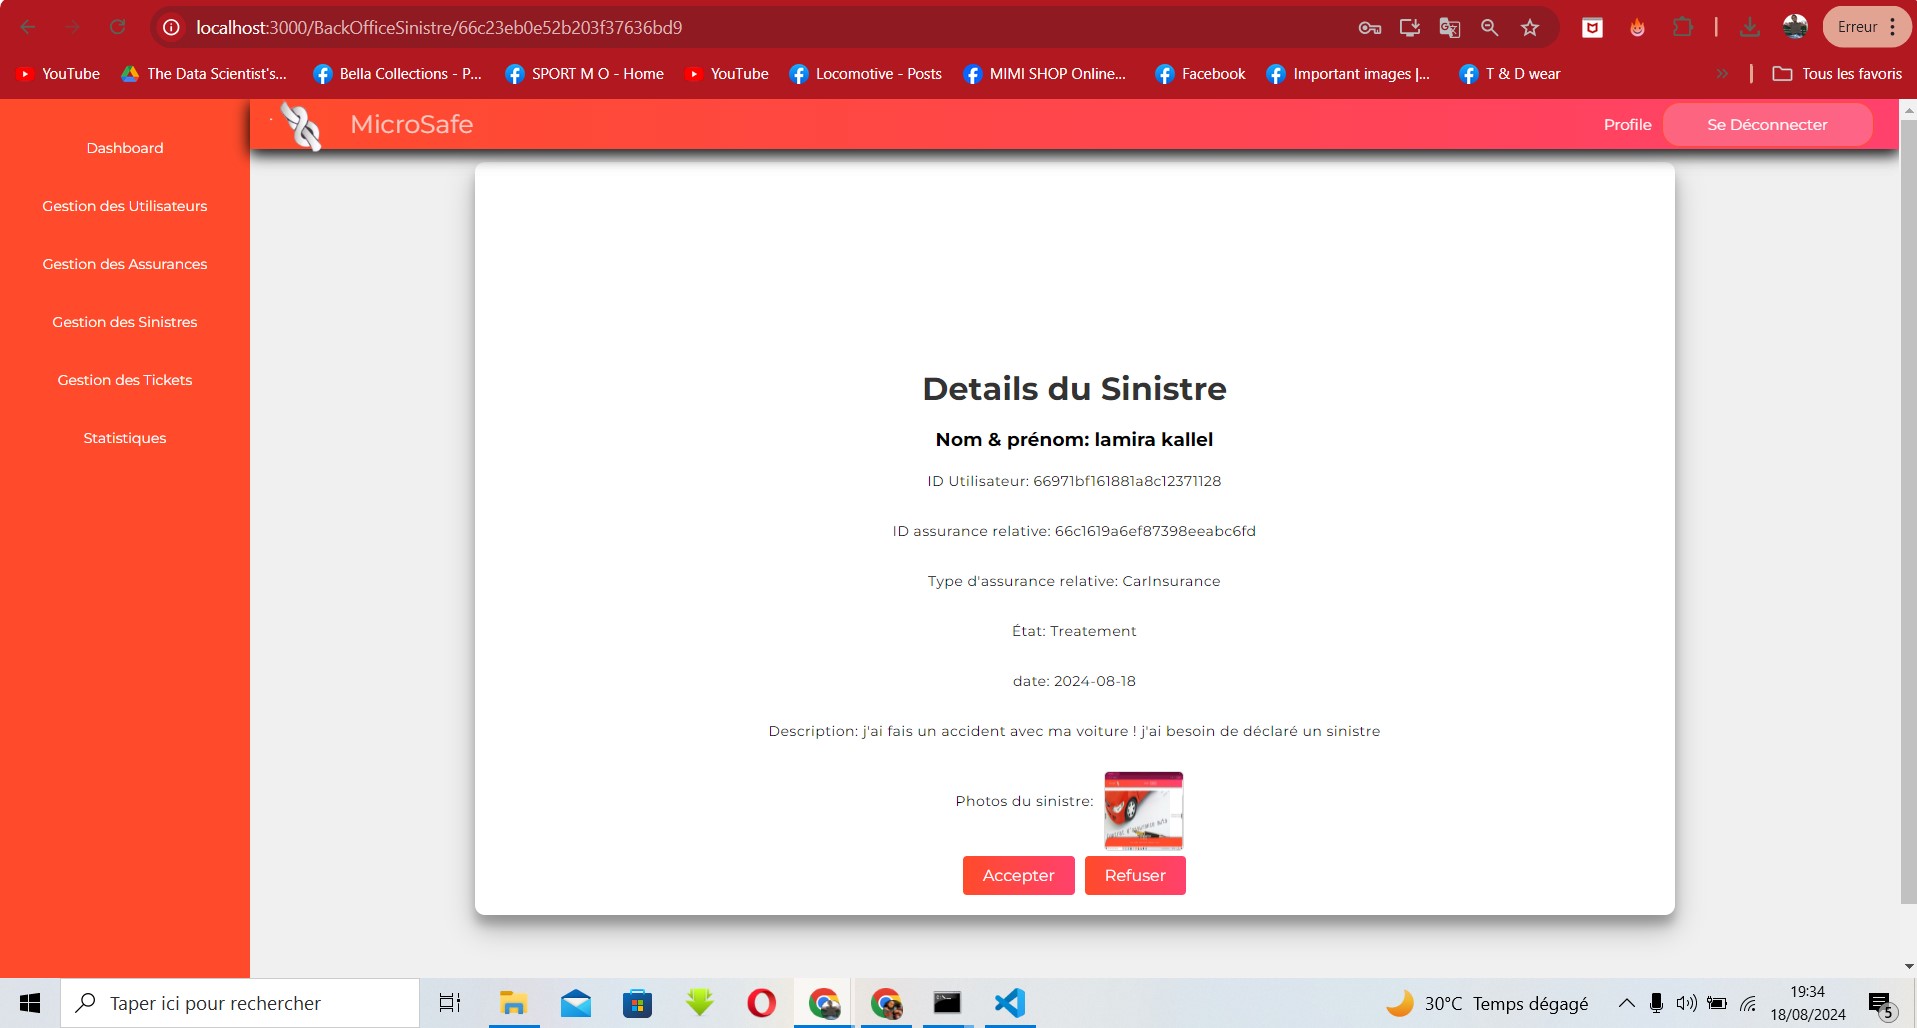 localhost:3000/BackOfficeSinistre/66c23eb0e52b203f37636bd9
Erreur
YouTube
The Data Scientist's...
Bella Collections - P...
SPORT M O - Home
YouTube
Locomotive - Posts
MIMI SHOP Online...
Facebook
Important images |...
T & D wear
Tous les favoris
MicroSafe
Profile
Se Déconnecter
Dashboard
Gestion des Utilisateurs
Gestion des Assurances
Gestion des Sinistres
Gestion des Tickets
Statistiques
Details du Sinistre
Nom & prénom: lamira kallel
ID Utilisateur: 66971bf161881a8c12371128
ID assurance relative: 66c1619a6ef87398eeabc6fd
Type d'assurance relative: CarInsurance
État: Treatement
date: 2024-08-18
Description: j'ai fais un accident avec ma voiture ! j'ai besoin de déclaré un sinistre
Photos du sinistre:
Accepter
Refuser
Taper ici pour rechercher
30°C Temps dégagé
19:34
18/08/2024
5